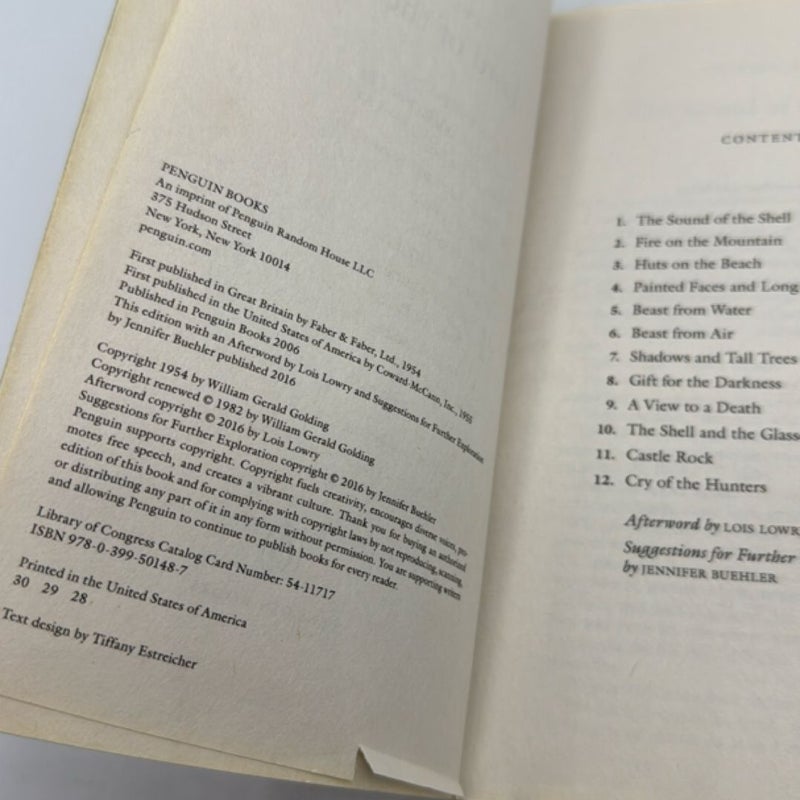 PENGUIN BOOKS
An imprint of Penguin Random House LLC
375 Hudson Street
New York, New York 10014
penguin.com
First published in Great Britain by Faber & Faber, Ltd., 1954
First published in the United States of America by Coward-McCann, Inc., 1955
Published in Penguin Books 2006
This edition with an Afterword by Lois Lowry and Suggestions for Further Exploration
by Jennifer Buehler published 2016
Copyright 1954 by William Gerald Golding
Copyright renewed © 1982 by William Gerald Golding
Afterword copyright © 2016 by Lois Lowry
Suggestions for Further Exploration copyright © 2016 by Jennifer Buehler
Penguin supports copyright. Copyright fuels creativity, encourages diverse voices, pro-
motes free speech, and creates a vibrant culture. Thank you for buying an authorized
edition of this book and for complying with copyright laws by not reproducing, scanning,
or distributing any part of it in any form without permission. You are supporting writers
and allowing Penguin to continue to publish books for every reader.
Library of Congress Catalog Card Number: 54-11717
ISBN 978-0-399-50148-7
Printed in the United States of America
30 29 28
Text design by Tiffany Estreicher
CONTENT
1. The Sound of the Shell
2. Fire on the Mountain
3. Huts on the Beach
4. Painted Faces and Long
5. Beast from Water
6. Beast from Air
7. Shadows and Tall Trees
8. Gift for the Darkness
9. A View to a Death
10. The Shell and the Glass
11. Castle Rock
12. Cry of the Hunters
Afterword by LOIS LOWR
Suggestions for Further
by JENNIFER BUEHLER